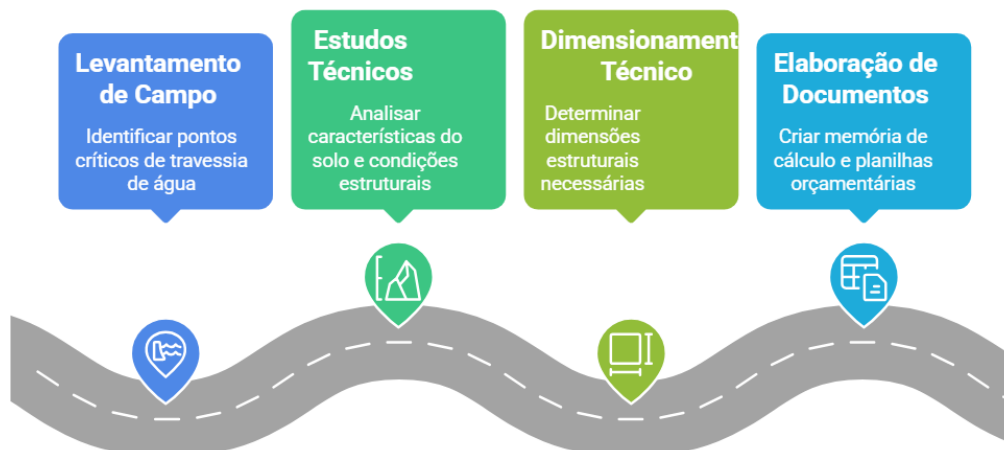 Levantamento
de Campo
Identificar pontos
críticos de travessia
de água
Estudos
Técnicos
Analisar
características do
solo e condições
estruturais
Dimensionament
Técnico
Determinar
dimensões
estruturais
necessárias
Elaboração de
Documentos
Criar memória de
cálculo e planilhas
orçamentárias